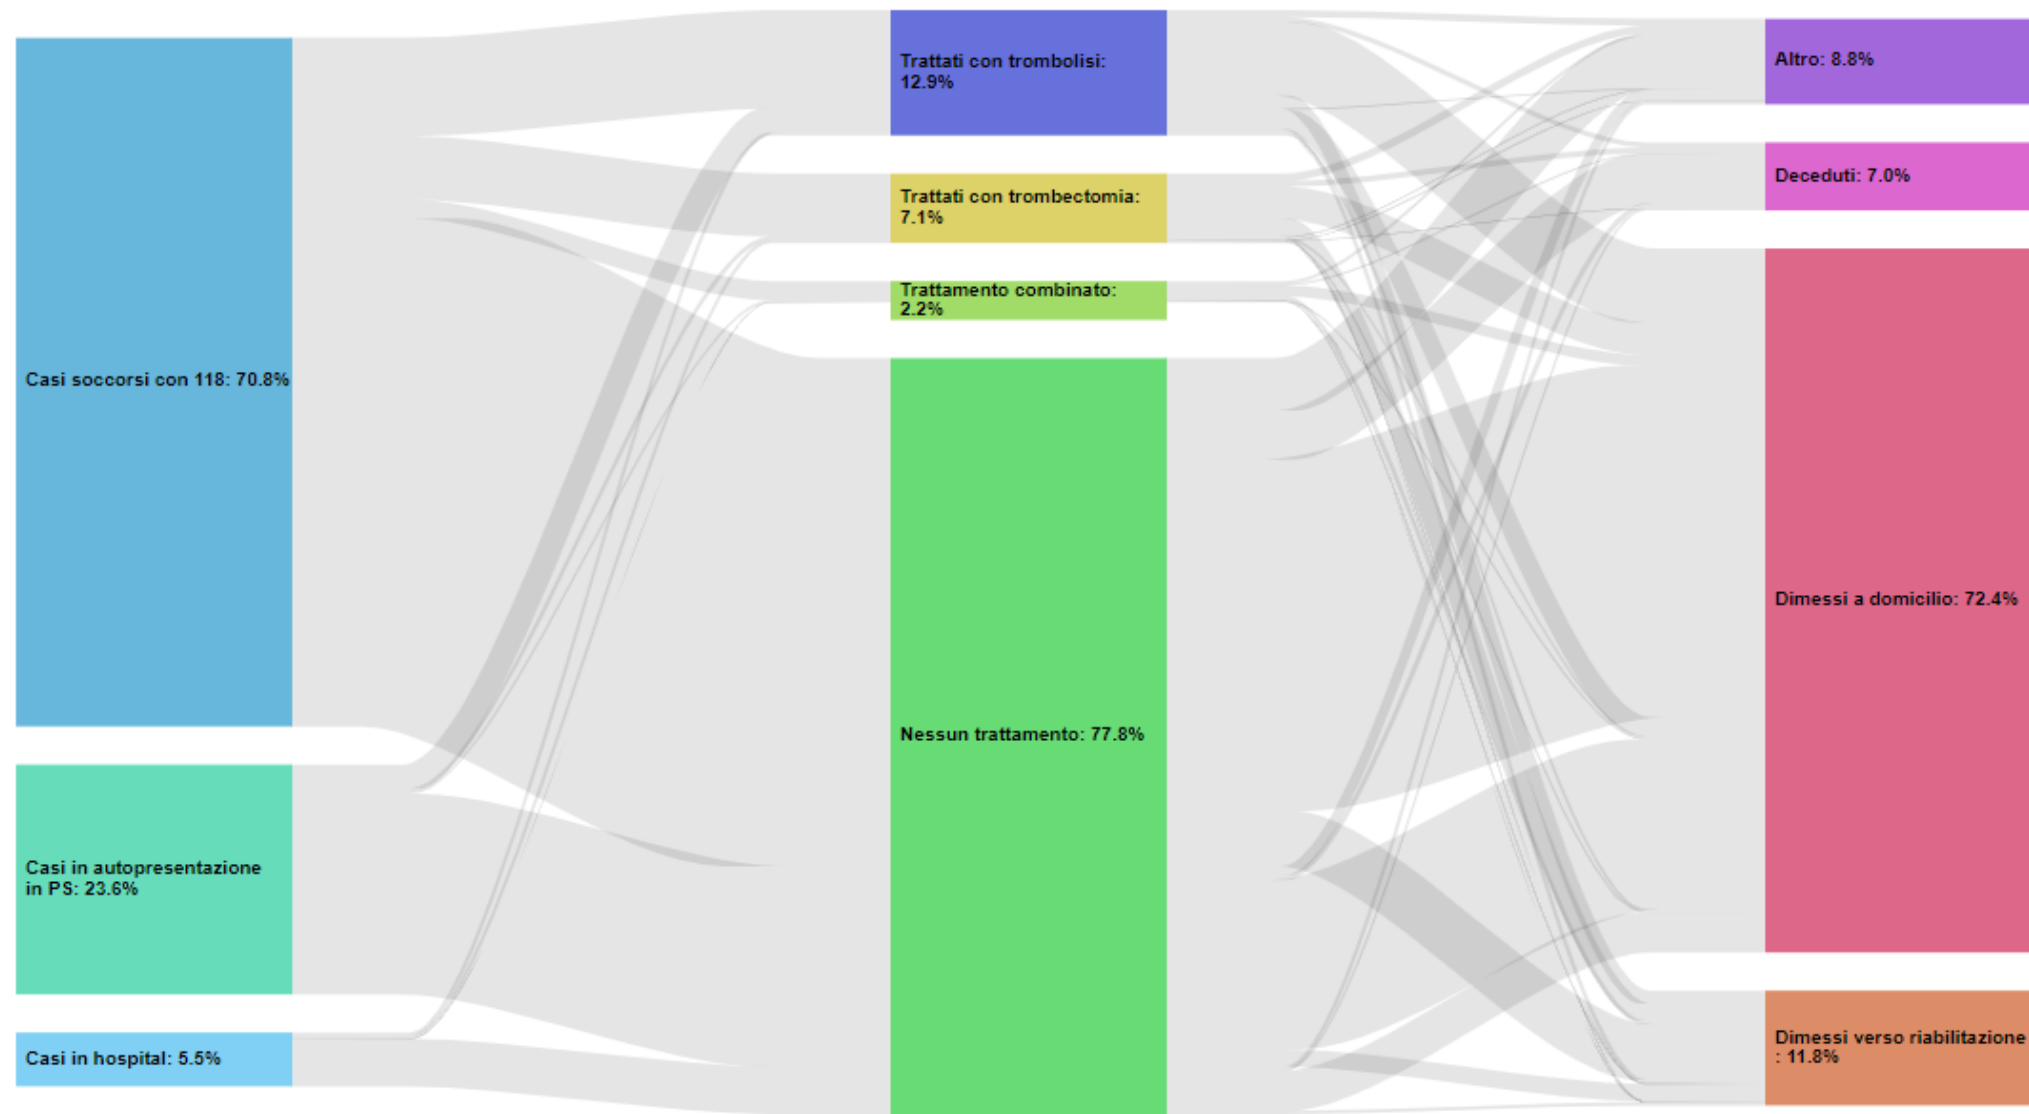 Casi soccorsi con 118: 70.8%
Casi in autopresentazione
in PS: 23.6%
Casi in hospital: 5.5%
Trattati con trombolisi:
12.9%
Trattati con trombectomia:
7.1%
Trattamento combinato:
2.2%
Nessun trattamento: 77.8%
Altro: 8.8%
Deceduti: 7.0%
Dimessi a domicilio: 72.4%
Dimessi verso riabilitazione
: 11.8%